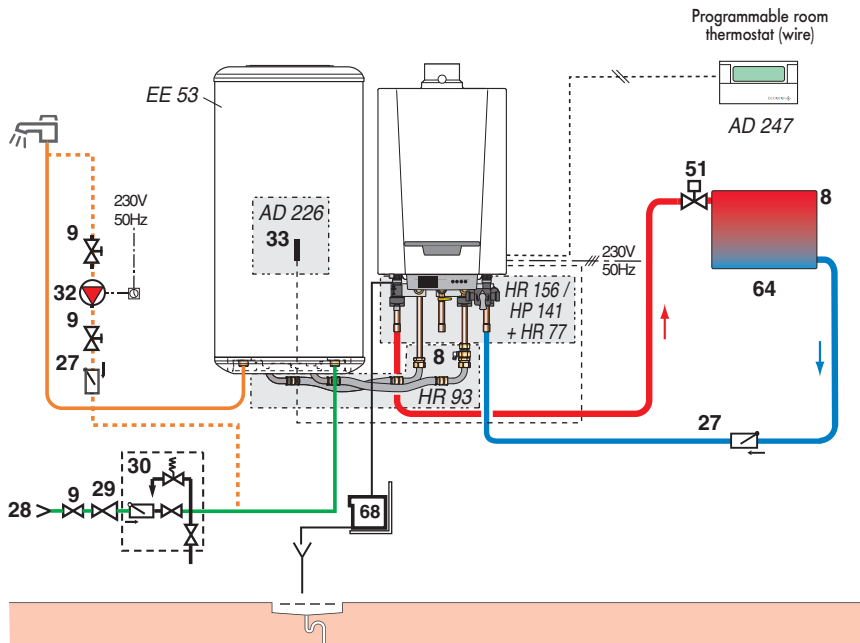 Programmable room
thermostat (wire)
AD 247
EE 53
51
8
64
230V
50Hz
9
32
9
27
AD 226
33
230V
50Hz
HR 156 /
HP 141
+ HR 77
8
HR 93
27
30
28
9
29
68